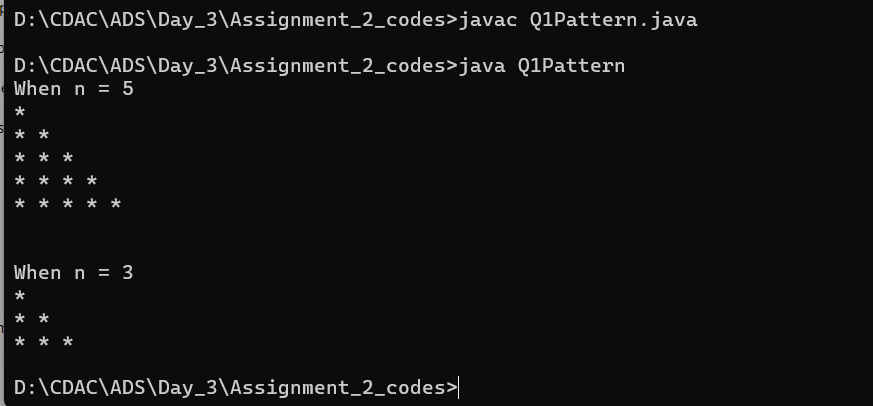 D:\CDAC\ADS\Day_3\Assignment_2_codes>javac Q1Pattern.java
D:\CDAC\ADS\Day_3\Assignment_2_codes>java Q1Pattern
When n = 5
*
* *
* * *
* * * *
* * * * *
When n = 3
*
* *
* * *
D:\CDAC\ADS\Day_3\Assignment_2_codes>